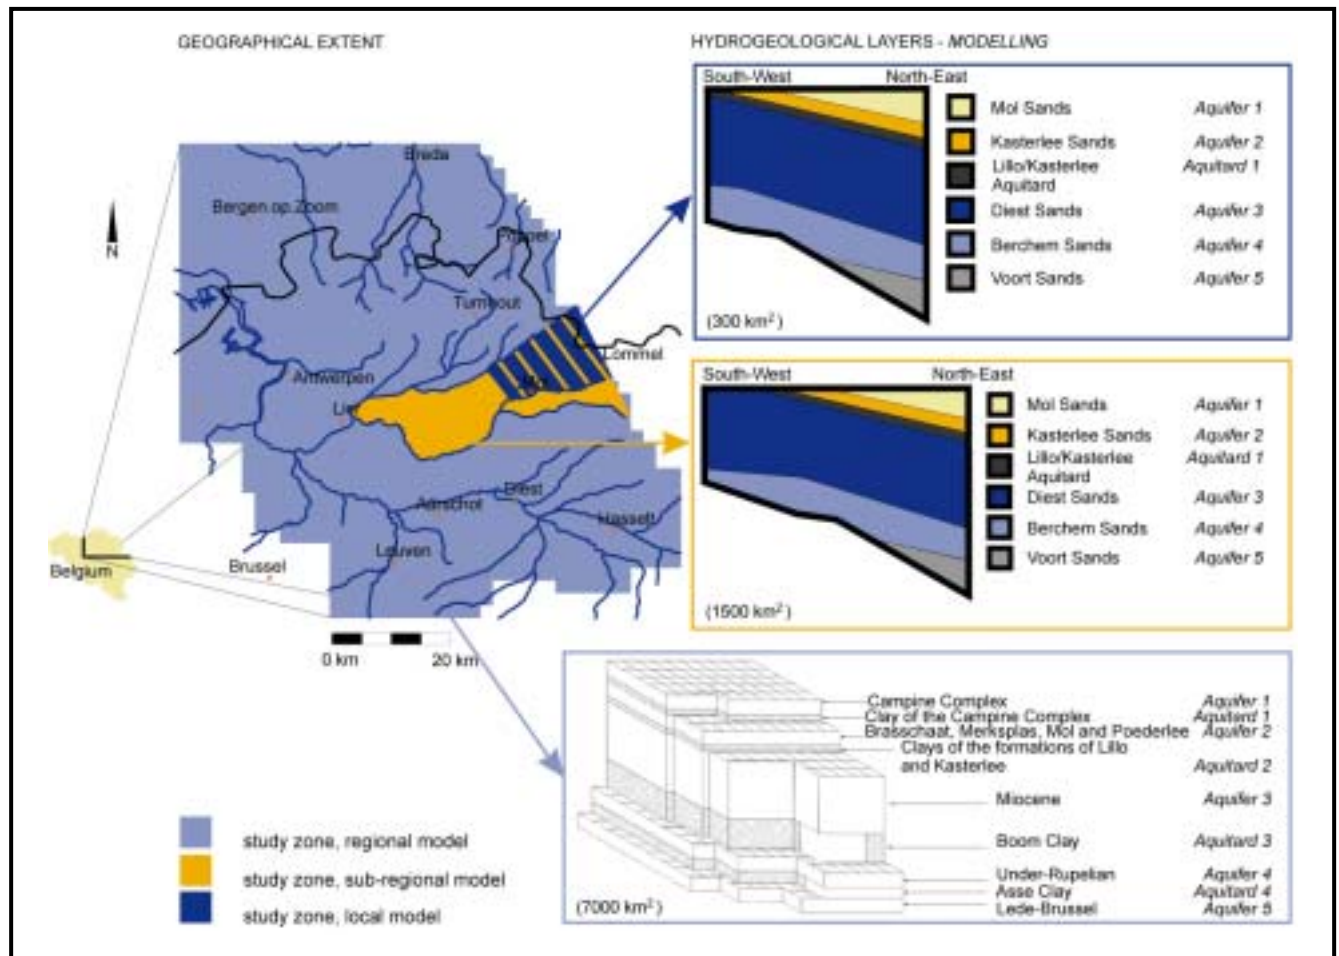 GEOGRAPHICAL EXTENT
HYDROGEOLOGICAL LAYERS - MODELLING
South-West North-East
Mol Sands Aquifer 1
Kasterlee Sands Aquifer 2
Lillo/Kasterlee Aquitard 1
Aquitard
Diest Sands Aquifer 3
Berchem Sands Aquifer 4
Voort Sands Aquifer 5
(300 km²)
South-West North-East
Mol Sands Aquifer 1
Kasterlee Sands Aquifer 2
Lillo/Kasterlee Aquitard 1
Aquitard
Diest Sands Aquifer 3
Berchem Sands Aquifer 4
Voort Sands Aquifer 5
(1500 km²)
Campine Complex Aquifer 1
Clay of the Campine Complex Aquitard 1
Brasschaat, Merksplas, Mol and Poederlee Aquifer 2
Clays of the formations of Lillo
and Kasterlee Aquitard 2
Miocene Aquifer 3
Boom Clay Aquitard 3
Under-Rupelian Aquifer 4
Asse Clay Aquitard 4
Lede-Brussel Aquifer 5
(7000 km²)
Breda
Bergen op Zoom
Poppel
N
Turnhout
Lommel
Antwerpen
Mol
Diest
Aarschot
Hasselt
Leuven
Brussel
Belgium
0 km 20 km
study zone, regional model
study zone, sub-regional model
study zone, local model